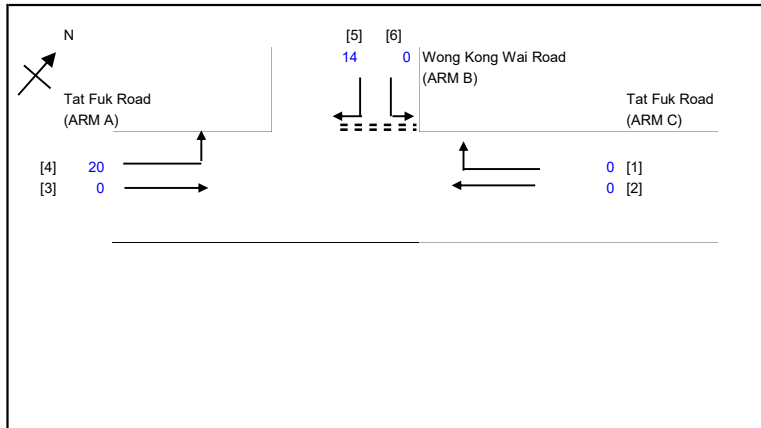 N
[5] [6]
14 0 Wong Kong Wai Road
(ARM B)
Tat Fuk Road
(ARM A)
Tat Fuk Road
(ARM C)
[4] 20
[3] 0
0 [1]
0 [2]